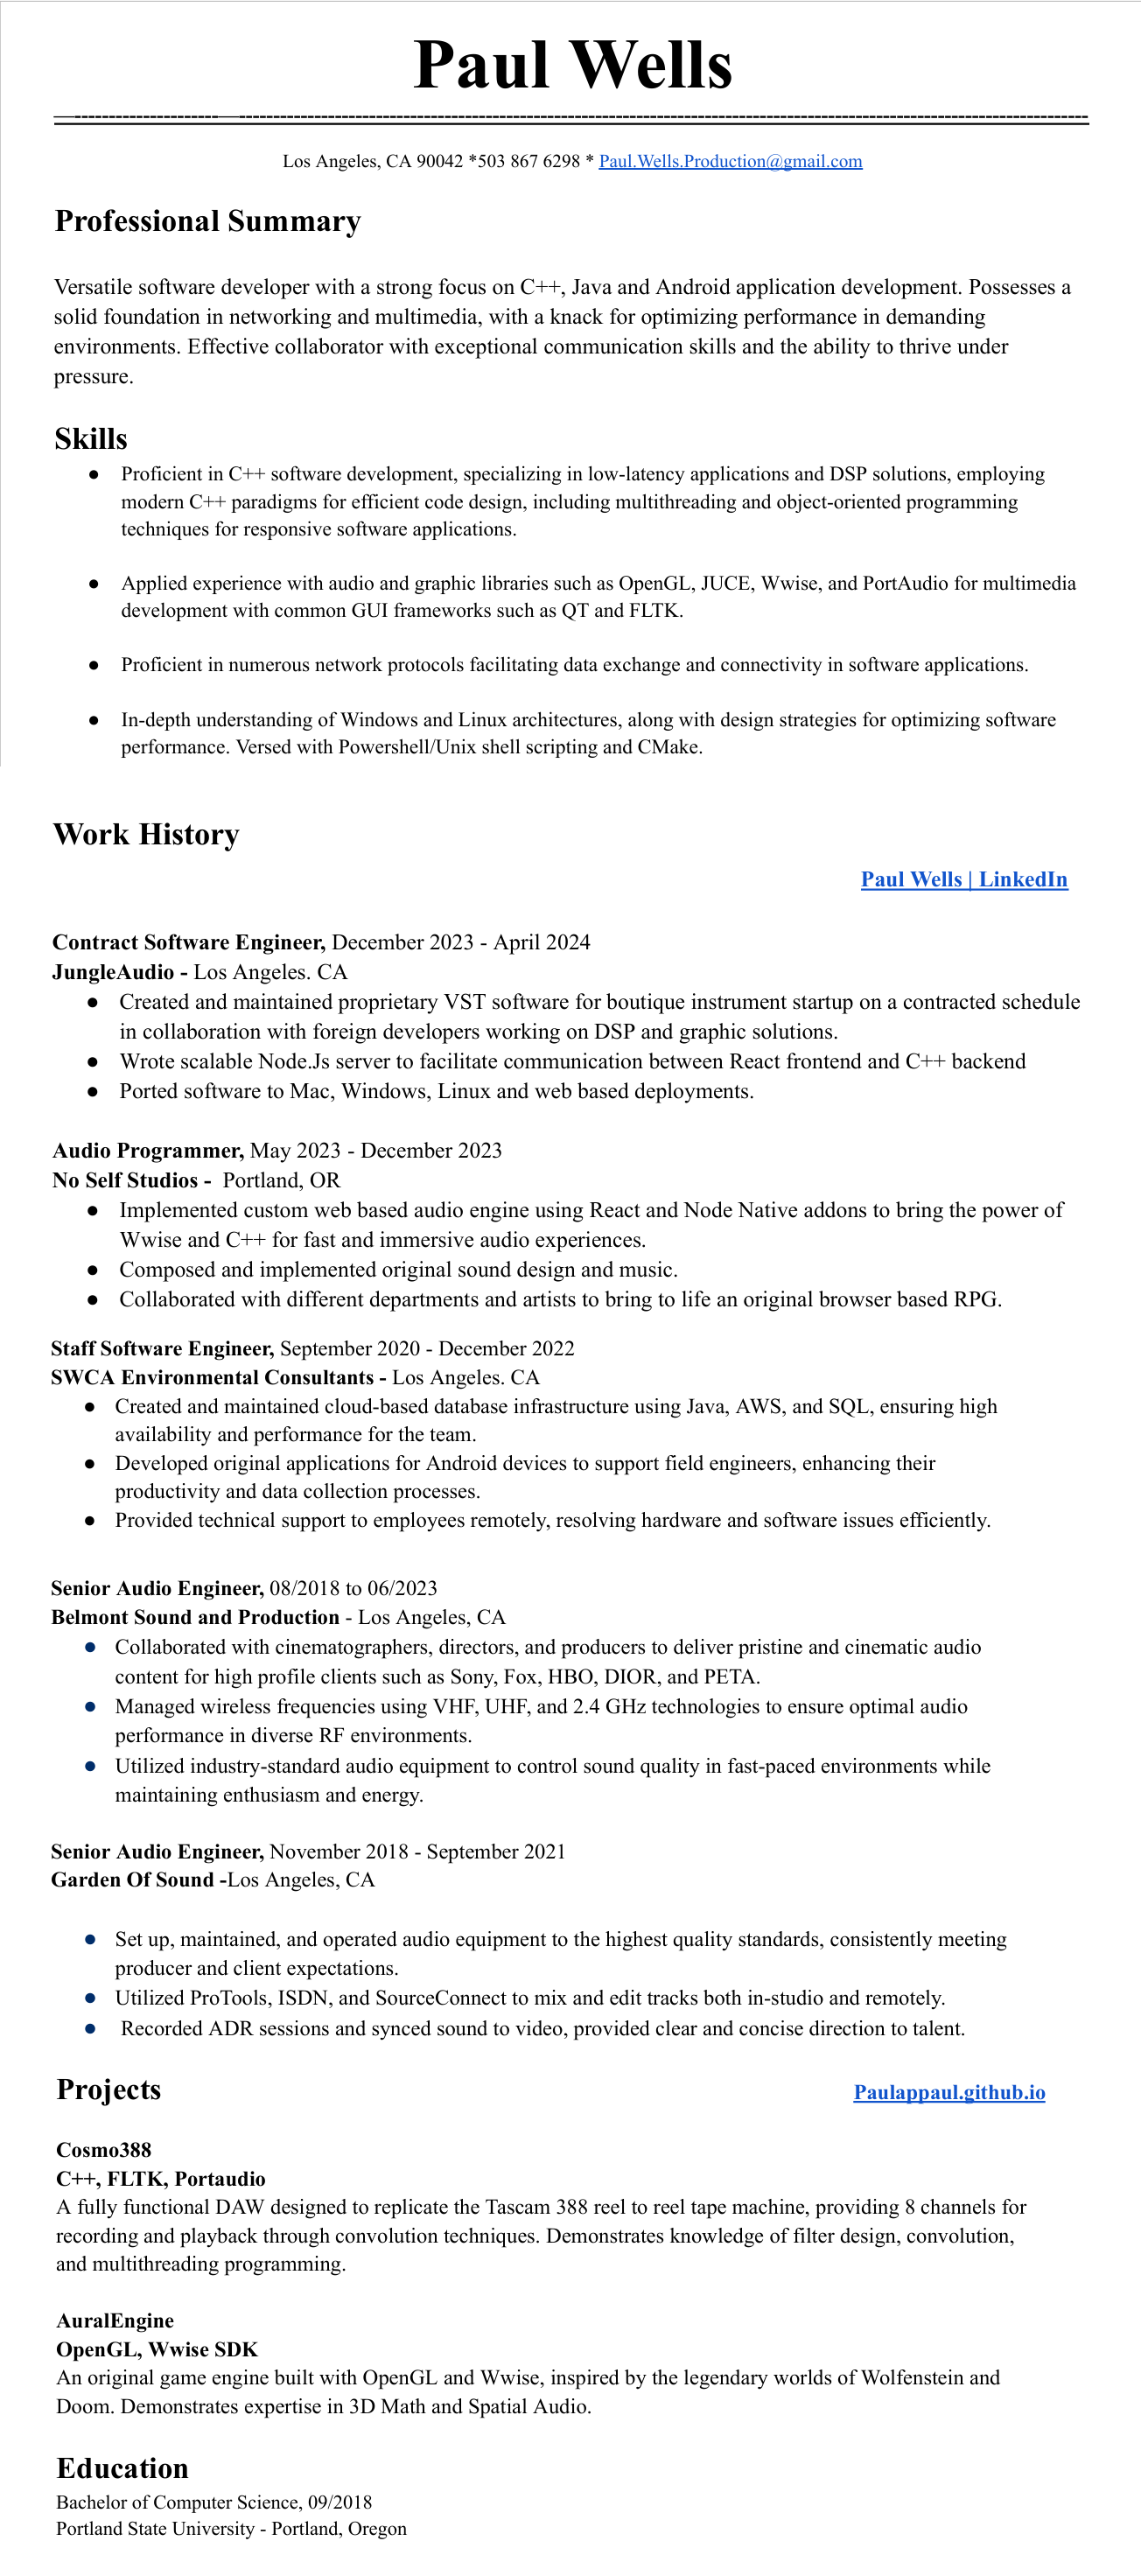 Paul Wells
Los Angeles, CA 90042 *503 867 6298 * Paul.Wells.Production@gmail.com
Professional Summary
Versatile software developer with a strong focus on C++, Java and Android application development. Possesses a
solid foundation in networking and multimedia, with a knack for optimizing performance in demanding
environments. Effective collaborator with exceptional communication skills and the ability to thrive under
pressure.
Skills
● Proficient in C++ software development, specializing in low-latency applications and DSP solutions, employing
modern C++ paradigms for efficient code design, including multithreading and object-oriented programming
techniques for responsive software applications.
● Applied experience with audio and graphic libraries such as OpenGL, JUCE, Wwise, and PortAudio for multimedia
development with common GUI frameworks such as QT and FLTK.
● Proficient in numerous network protocols facilitating data exchange and connectivity in software applications.
● In-depth understanding of Windows and Linux architectures, along with design strategies for optimizing software
performance. Versed with Powershell/Unix shell scripting and CMake.
Work History
Paul Wells | LinkedIn
Contract Software Engineer, December 2023 - April 2024
JungleAudio - Los Angeles. CA
● Created and maintained proprietary VST software for boutique instrument startup on a contracted schedule
in collaboration with foreign developers working on DSP and graphic solutions.
● Wrote scalable Node.Js server to facilitate communication between React frontend and C++ backend
● Ported software to Mac, Windows, Linux and web based deployments.
Audio Programmer, May 2023 - December 2023
No Self Studios - Portland, OR
● Implemented custom web based audio engine using React and Node Native addons to bring the power of
Wwise and C++ for fast and immersive audio experiences.
● Composed and implemented original sound design and music.
● Collaborated with different departments and artists to bring to life an original browser based RPG.
Staff Software Engineer, September 2020 - December 2022
SWCA Environmental Consultants - Los Angeles. CA
● Created and maintained cloud-based database infrastructure using Java, AWS, and SQL, ensuring high
availability and performance for the team.
● Developed original applications for Android devices to support field engineers, enhancing their
productivity and data collection processes.
● Provided technical support to employees remotely, resolving hardware and software issues efficiently.
Senior Audio Engineer, 08/2018 to 06/2023
Belmont Sound and Production - Los Angeles, CA
● Collaborated with cinematographers, directors, and producers to deliver pristine and cinematic audio
content for high profile clients such as Sony, Fox, HBO, DIOR, and PETA.
● Managed wireless frequencies using VHF, UHF, and 2.4 GHz technologies to ensure optimal audio
performance in diverse RF environments.
● Utilized industry-standard audio equipment to control sound quality in fast-paced environments while
maintaining enthusiasm and energy.
Senior Audio Engineer, November 2018 - September 2021
Garden Of Sound -Los Angeles, CA
● Set up, maintained, and operated audio equipment to the highest quality standards, consistently meeting
producer and client expectations.
● Utilized ProTools, ISDN, and SourceConnect to mix and edit tracks both in-studio and remotely.
● Recorded ADR sessions and synced sound to video, provided clear and concise direction to talent.
Projects Paulappaul.github.io
Cosmo388
C++, FLTK, Portaudio
A fully functional DAW designed to replicate the Tascam 388 reel to reel tape machine, providing 8 channels for
recording and playback through convolution techniques. Demonstrates knowledge of filter design, convolution,
and multithreading programming.
AuralEngine
OpenGL, Wwise SDK
An original game engine built with OpenGL and Wwise, inspired by the legendary worlds of Wolfenstein and
Doom. Demonstrates expertise in 3D Math and Spatial Audio.
Education
Bachelor of Computer Science, 09/2018
Portland State University - Portland, Oregon